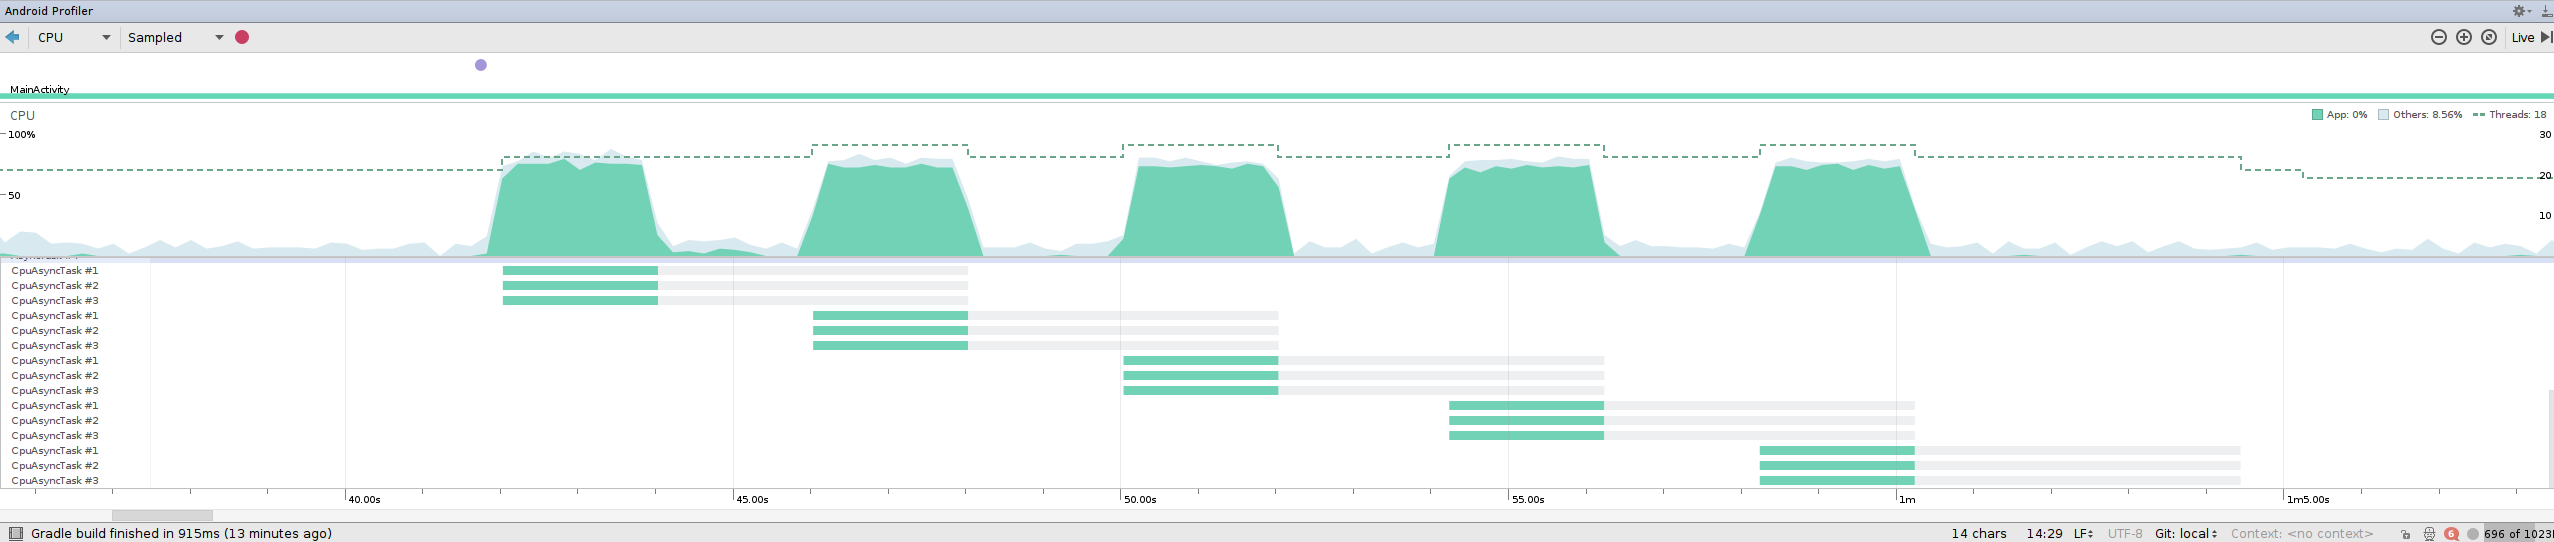 Android Profiler
CPU Sampled Live
MainActivity
CPU App: 0% Others: 8.56% Threads: 18
100% 30
20
50
10
CpuAsyncTask #1
CpuAsyncTask #2
CpuAsyncTask #3
CpuAsyncTask #1
CpuAsyncTask #2
CpuAsyncTask #3
CpuAsyncTask #1
CpuAsyncTask #2
CpuAsyncTask #3
CpuAsyncTask #1
CpuAsyncTask #2
CpuAsyncTask #3
CpuAsyncTask #1
CpuAsyncTask #2
CpuAsyncTask #3
40.00s 45.00s 50.00s 55.00s 1m 1m5.00s
Gradle build finished in 915ms (13 minutes ago) 14 chars 14:29 LF UTF-8 Git: local Context: <no context> 6 696 of 1023